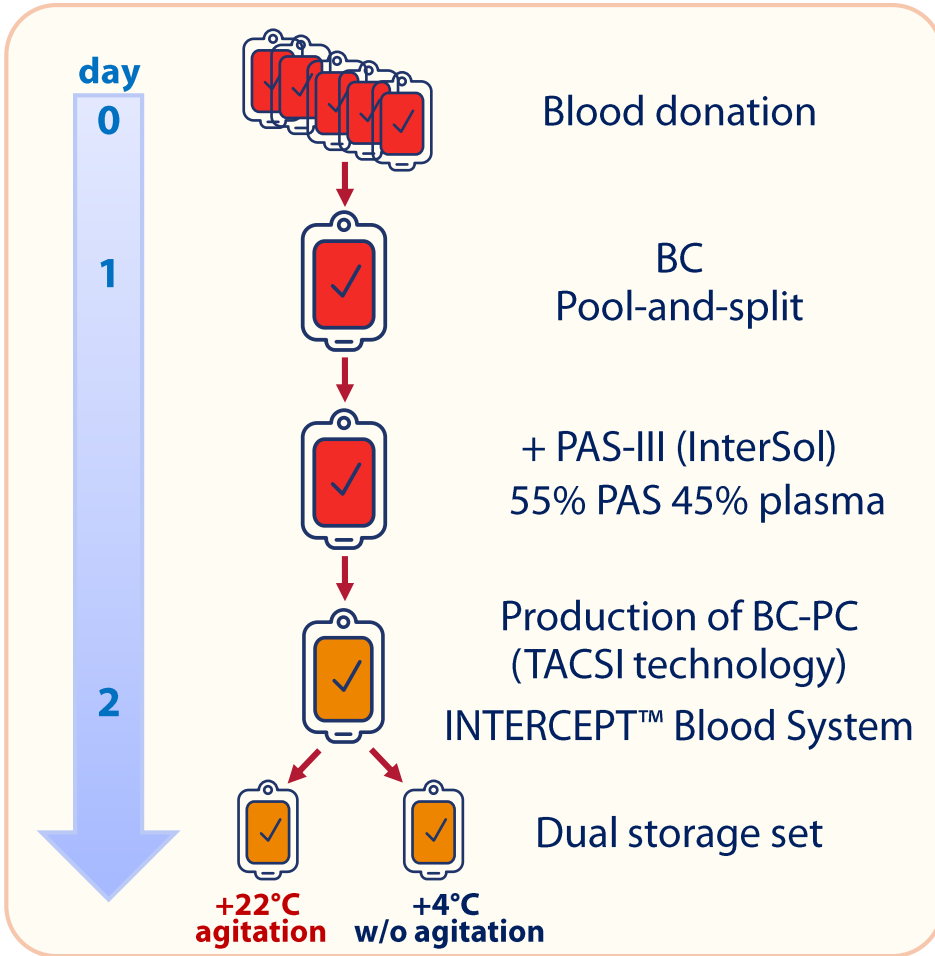 day
0
Blood donation
1
BC
Pool-and-split
+ PAS-III (InterSol)
55% PAS 45% plasma
Production of BC-PC
(TACSI technology)
2
INTERCEPT™ Blood System
Dual storage set
+22°C
agitation
+4°C
w/o agitation